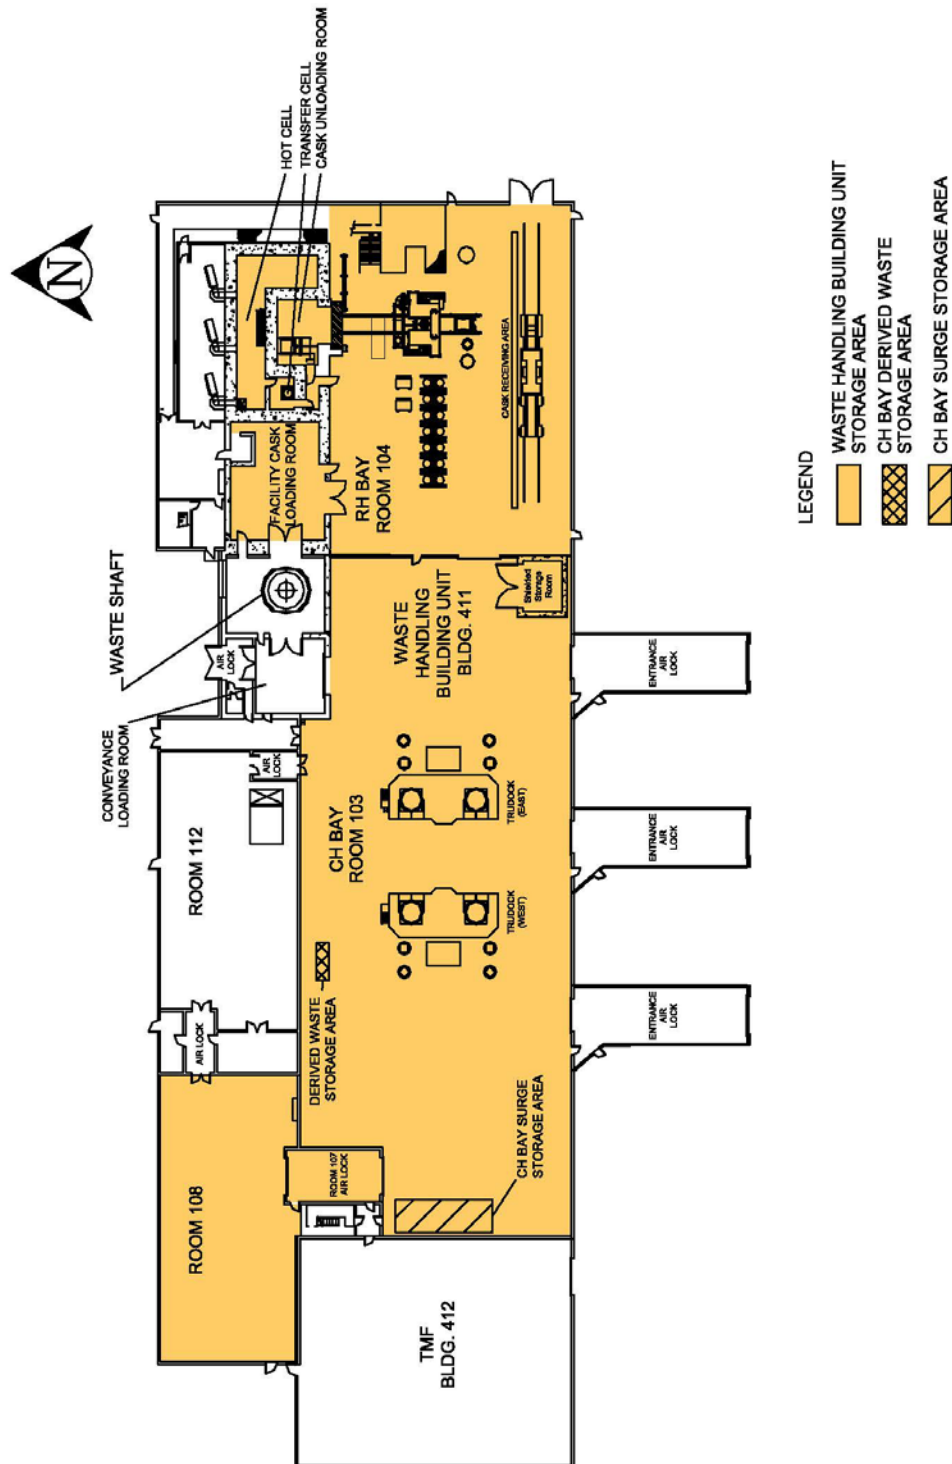 N
HOT CELL
TRANSFER CELL
CASK UNLOADING ROOM
FACILITY CASK
LOADING ROOM
RH BAY
ROOM 104
CASK RECEIVING AREA
WASTE SHAFT
CONVEYANCE
LOADING ROOM
AIR
LOCK
WASTE
HANDLING
BUILDING UNIT
BLDG. 411
Shielded
Storage
Room
ROOM 112
AIR
LOCK
CH BAY
ROOM 103
TRUDOCK
(EAST)
TRUDOCK
(WEST)
ENTRANCE
AIR
LOCK
ENTRANCE
AIR
LOCK
ENTRANCE
AIR
LOCK
AIR LOCK
DERIVED WASTE
STORAGE AREA
ROOM 108
ROOM 107
AIR LOCK
CH BAY SURGE
STORAGE AREA
TMF
BLDG. 412
LEGEND
WASTE HANDLING BUILDING UNIT
STORAGE AREA
CH BAY DERIVED WASTE
STORAGE AREA
CH BAY SURGE STORAGE AREA